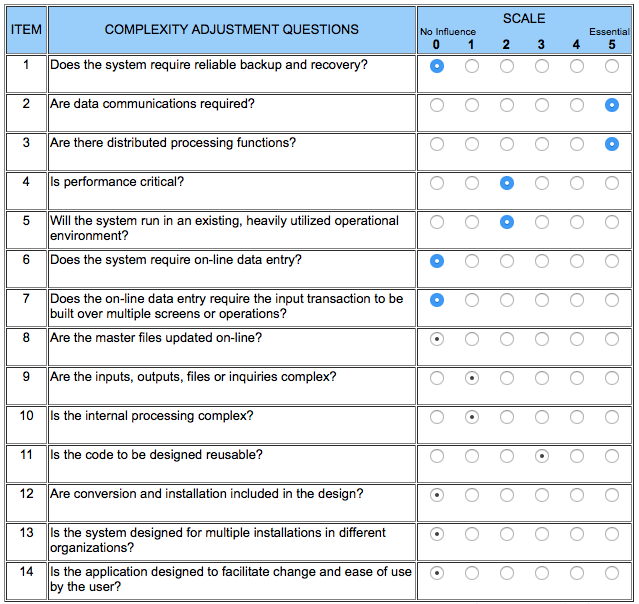 ITEM COMPLEXITY ADJUSTMENT QUESTIONS SCALE
No Influence Essential
0 1 2 3 4 5
1 Does the system require reliable backup and recovery?
2 Are data communications required?
3 Are there distributed processing functions?
4 Is performance critical?
5 Will the system run in an existing, heavily utilized operational
environment?
6 Does the system require on-line data entry?
7 Does the on-line data entry require the input transaction to be
built over multiple screens or operations?
8 Are the master files updated on-line?
9 Are the inputs, outputs, files or inquiries complex?
10 Is the internal processing complex?
11 Is the code to be designed reusable?
12 Are conversion and installation included in the design?
13 Is the system designed for multiple installations in different
organizations?
14 Is the application designed to facilitate change and ease of use
by the user?